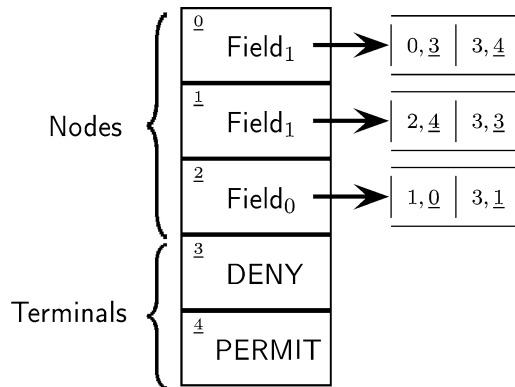 0 Field1 0,3 3,4
1 Field1 2,4 3,3
Nodes
2 Field0 1,0 3,1
3 DENY
Terminals
4 PERMIT